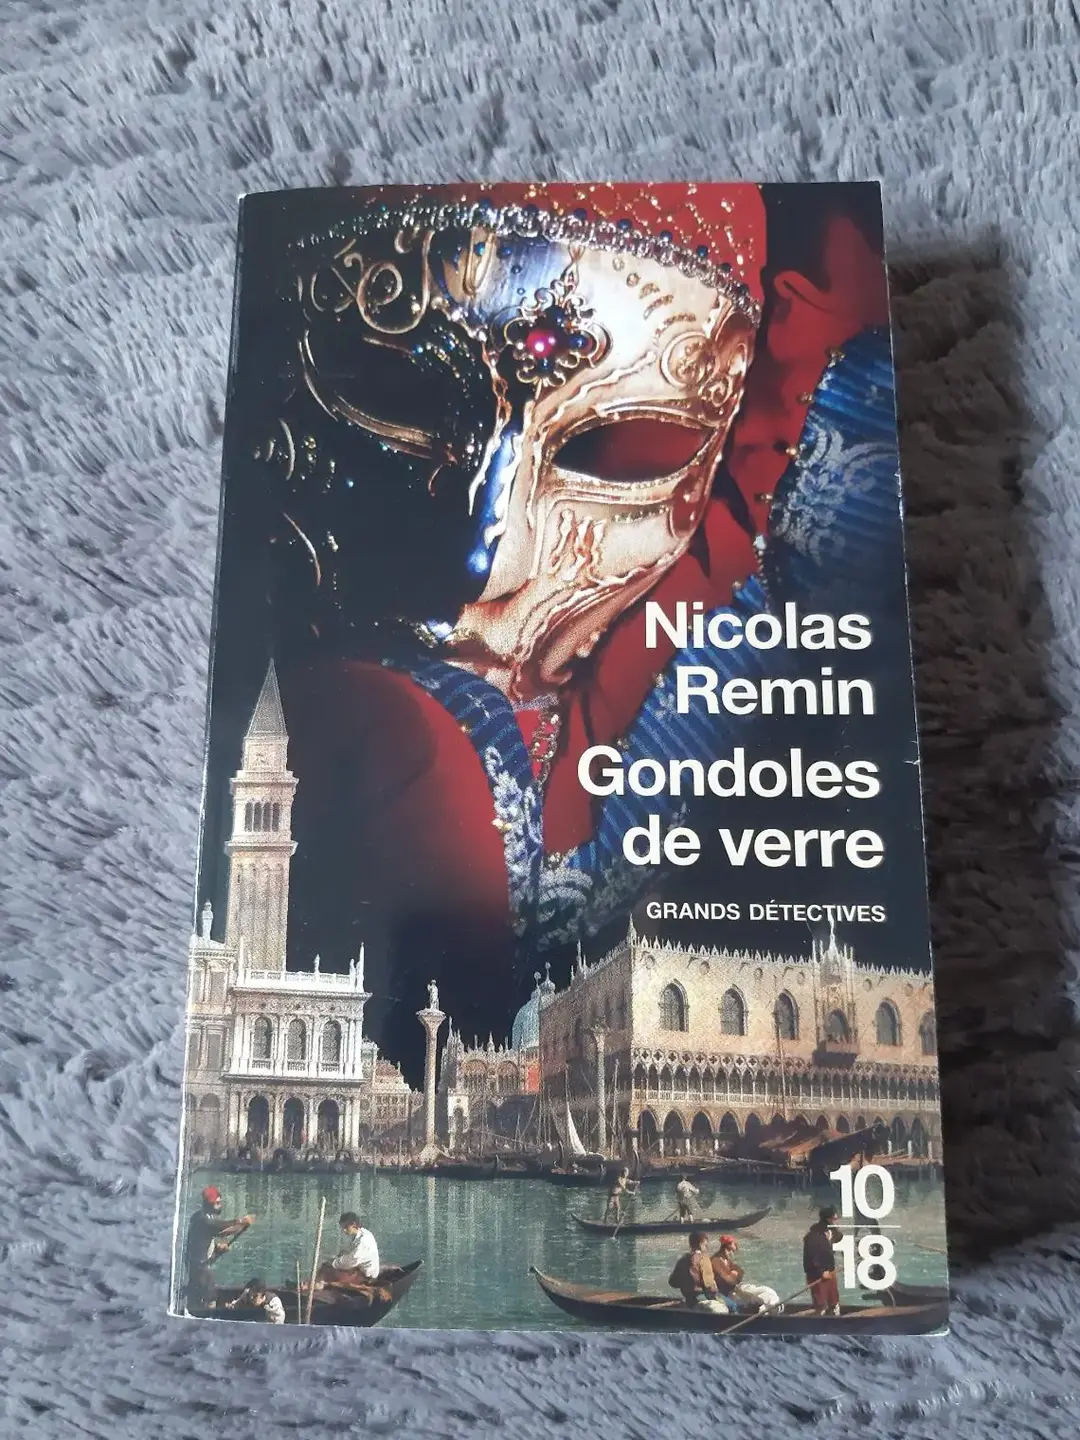 Nicolas
Remin
Gondoles
de verre
GRANDS DÉTECTIVES
10
18